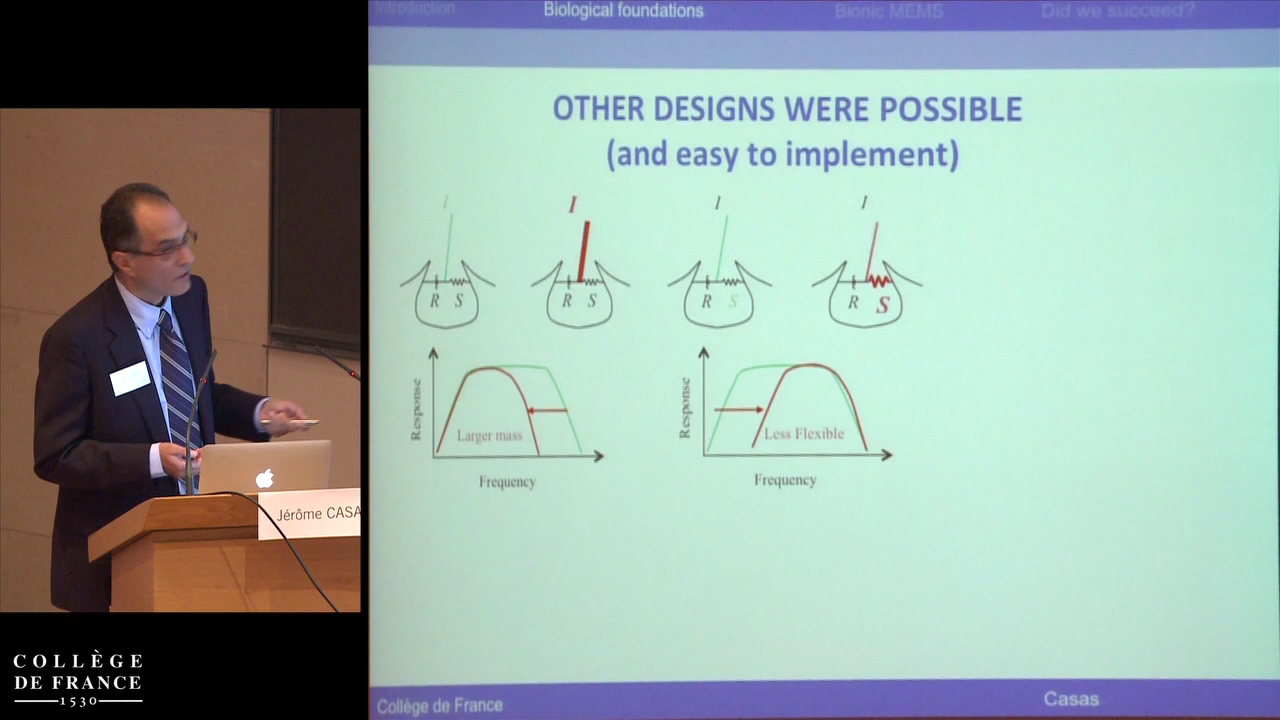 Introduction
Biological foundations
Bionic MEMS
Did we succeed?
OTHER DESIGNS WERE POSSIBLE
(and easy to implement)
I
I
I
I
R S
R S
R S
R S
Response
Larger mass
Frequency
Response
Less Flexible
Frequency
Jérôme CASA
COLLÈGE
DE FRANCE
1530
Collège de France
Casas